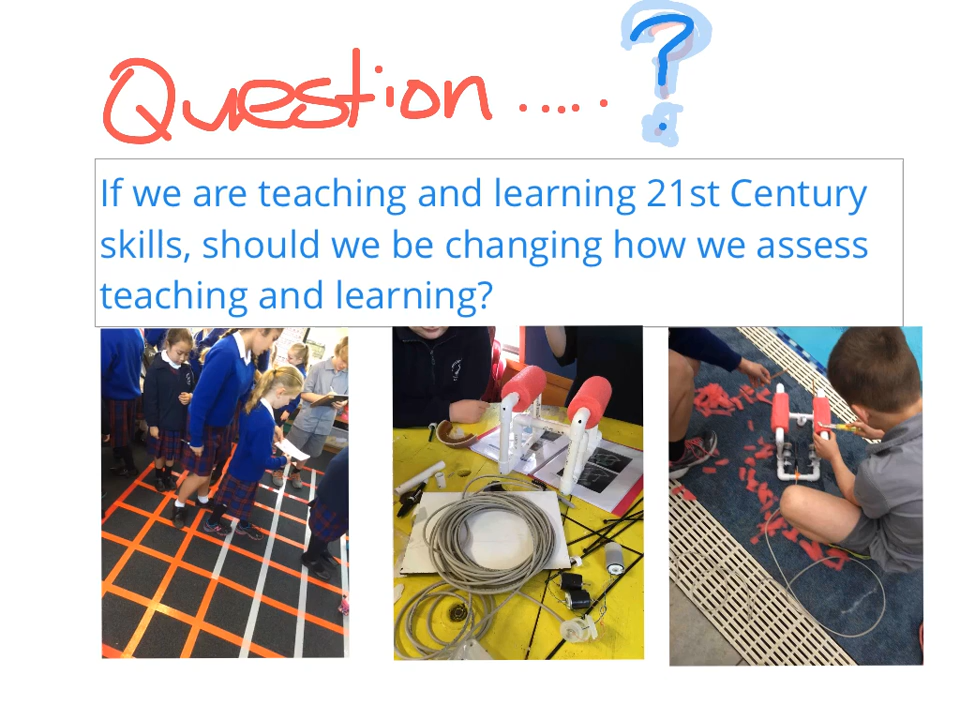 Question ..... ?
If we are teaching and learning 21st Century
skills, should we be changing how we assess
teaching and learning?